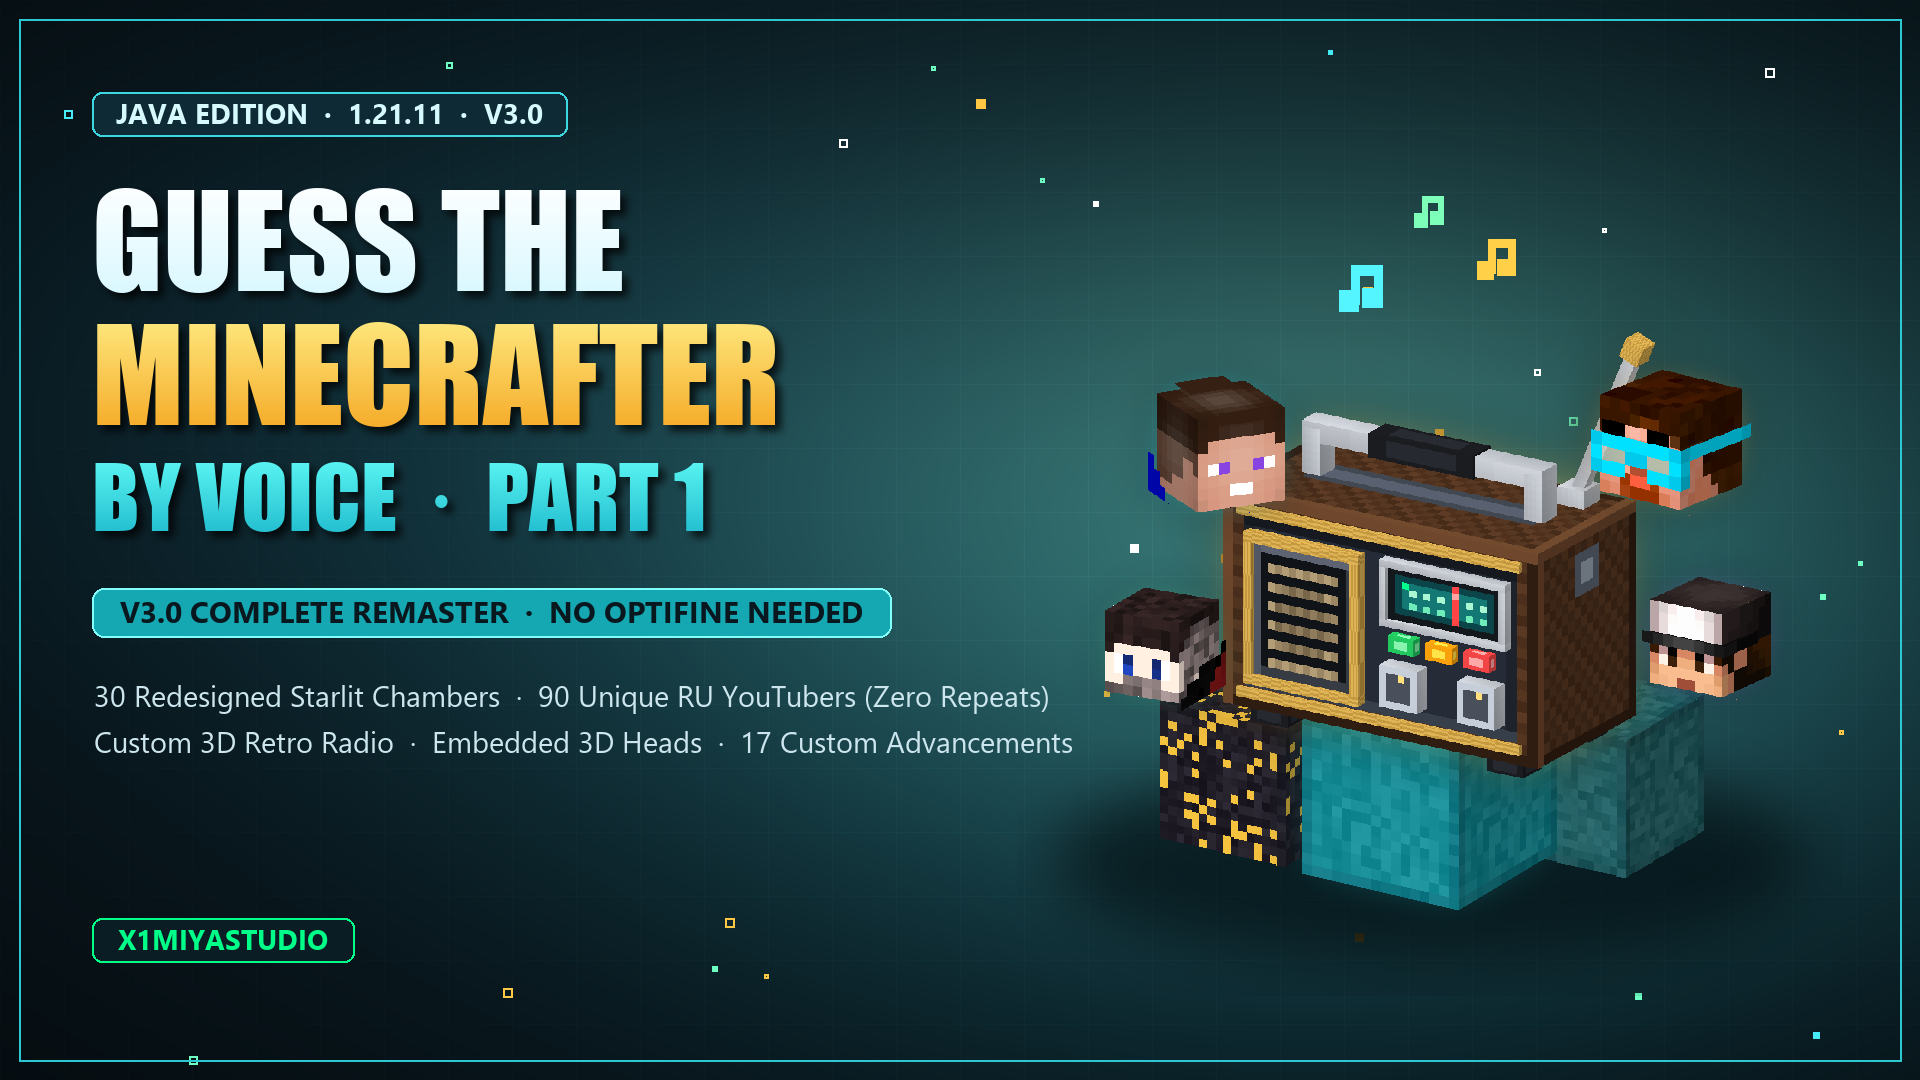 JAVA EDITION · 1.21.11 · V3.0
GUESS THE
MINECRAFTER
BY VOICE · PART 1
V3.0 COMPLETE REMASTER · NO OPTIFINE NEEDED
30 Redesigned Starlit Chambers · 90 Unique RU YouTubers (Zero Repeats)
Custom 3D Retro Radio · Embedded 3D Heads · 17 Custom Advancements
X1MIYASTUDIO